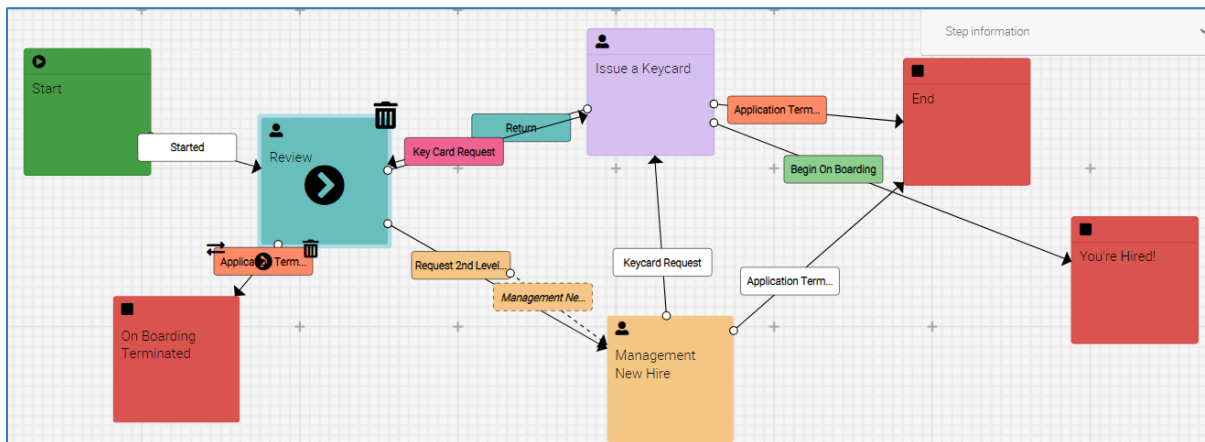 Step information
Start
Started
Review
Key Card Request
Return
Issue a Keycard
Application Term...
End
Begin On Boarding
You're Hired!
Request 2nd Level...
Management Ne...
Keycard Request
Application Term...
Applica Term...
On Boarding
Terminated
Management
New Hire